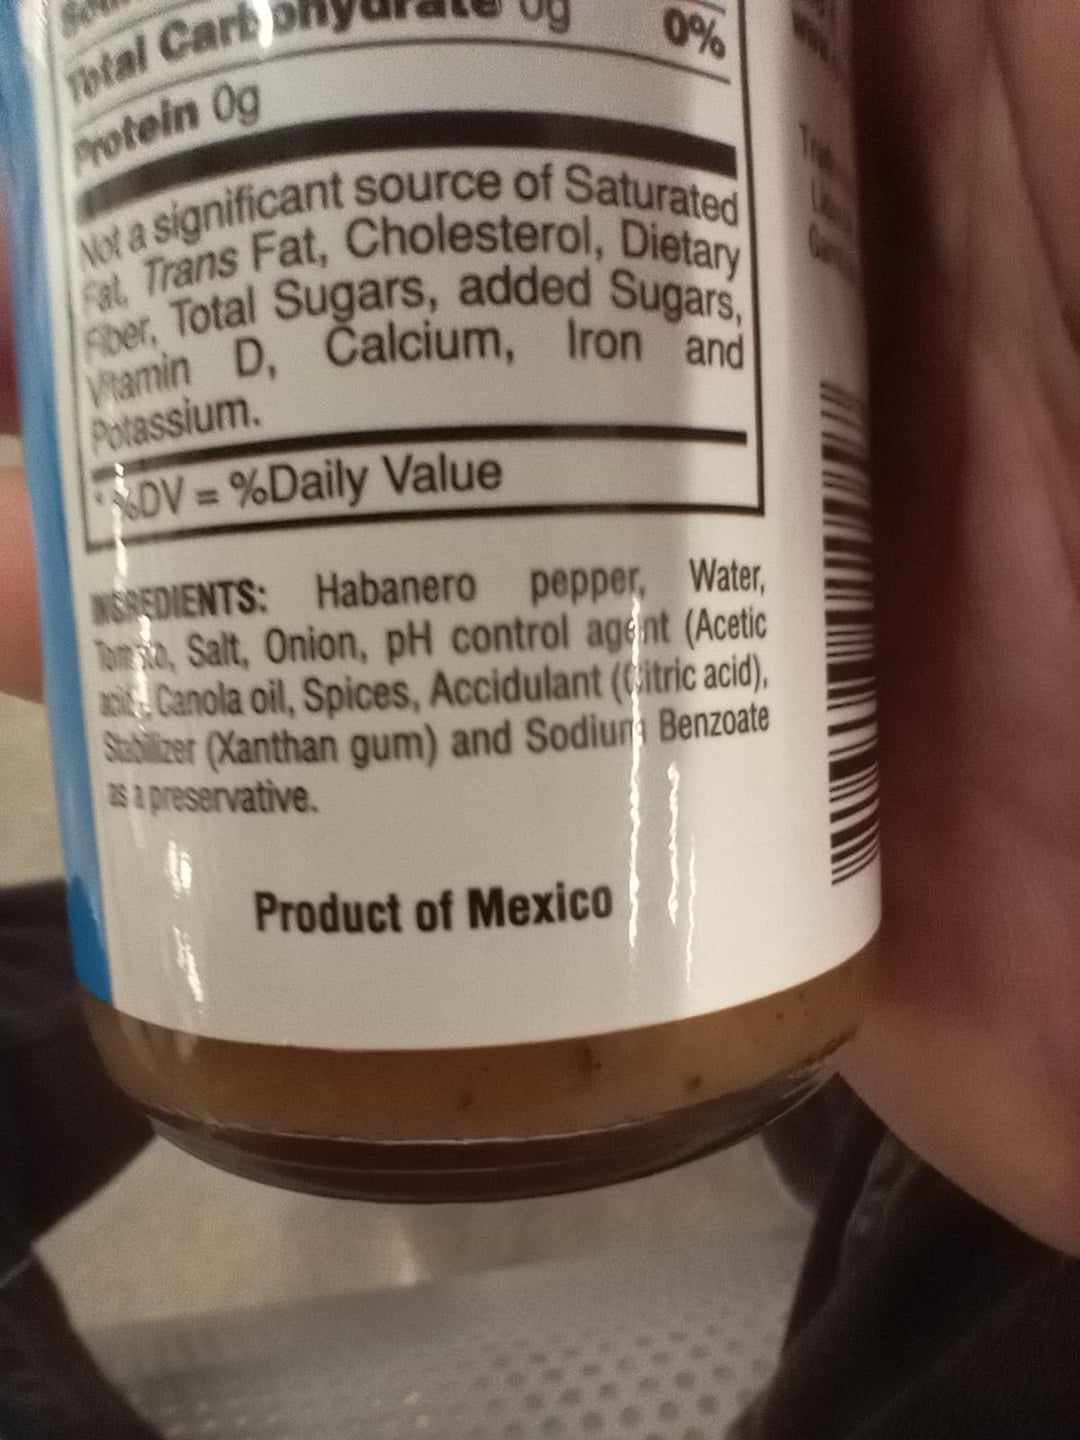 Total Carbohydrate 0g 0%
Protein 0g
Not a significant source of Saturated
Fat, Trans Fat, Cholesterol, Dietary
Fiber, Total Sugars, added Sugars,
Vitamin D, Calcium, Iron and
Potassium.
* %DV = %Daily Value
INGREDIENTS: Habanero pepper, Water,
Tomato, Salt, Onion, pH control agent (Acetic
acid), Canola oil, Spices, Accidulant (Citric acid),
Stabilizer (Xanthan gum) and Sodium Benzoate
as a preservative.
Product of Mexico